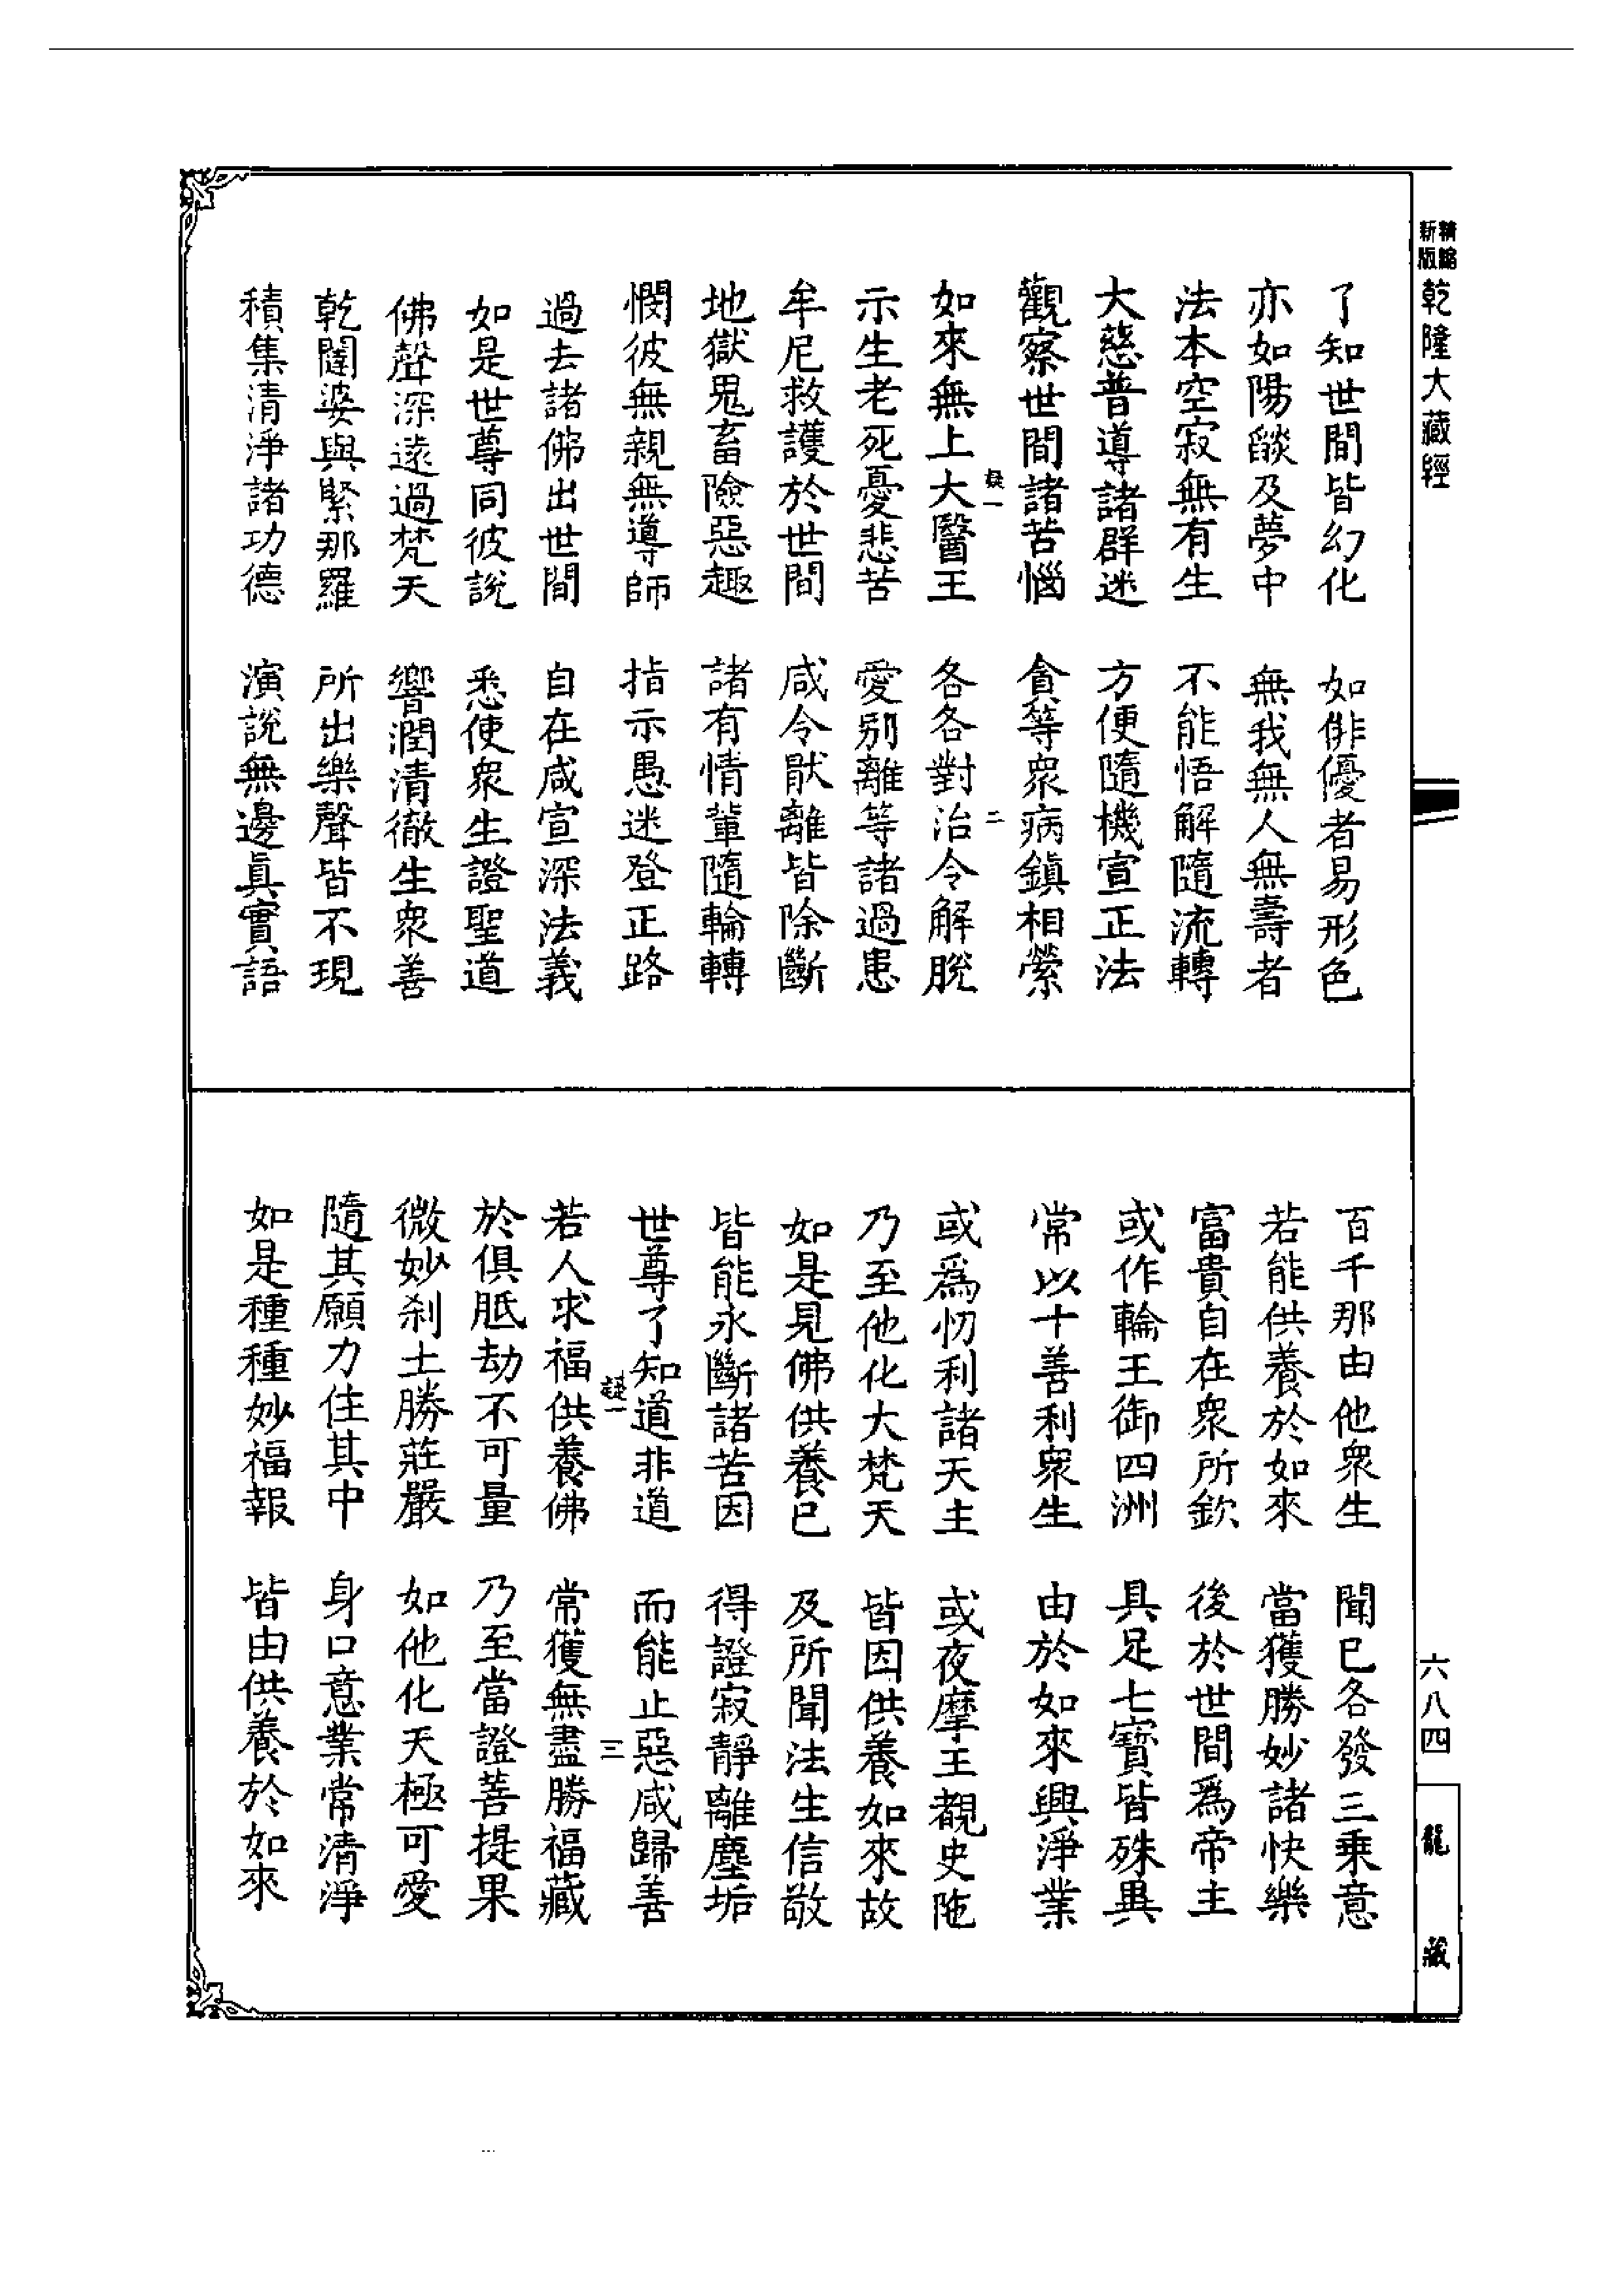 精縮新版乾隆大藏經
了知世間皆幻化　如俳優者易形色
亦如陽燄及夢中　無我無人無壽者
法本空寂無有生　不能悟解隨流轉
大慈普導諸群迷　方便隨機宣正法
觀察世間諸苦惱　貪等衆病鎮相縈
疑一　二
如來無上大醫王　各各對治令解脫
示生老死憂悲苦　愛別離等諸過患
牟尼救護於世間　咸令厭離皆除斷
地獄鬼畜險惡趣　諸有情輩隨輪轉
憫彼無親無導師　指示愚迷登正路
過去諸佛出世間　自在咸宣深法義
如是世尊同彼說　悉使衆生證聖道
佛聲深遠過梵天　響潤清徹生衆善
乾闥婆與緊那羅　所出樂聲皆不現
積集清淨諸功德　演說無邊眞實語
百千那由他衆生　聞已各發三乘意
若能供養於如來　當獲勝妙諸快樂
富貴自在衆所欽　後於世間爲帝主
或作輪王御四洲　具足七寶皆殊異
常以十善利衆生　由於如來興淨業
或爲忉利諸天主　或夜摩王覩史陁
乃至他化大梵天　皆因供養如來故
如是見佛供養已　及所聞法生信敬
皆能永斷諸苦因　得證寂靜離塵垢
世尊了知道非道　而能止惡咸歸善
疑一　三
若人求福供養佛　常獲無盡勝福藏
於俱胝劫不可量　乃至當證菩提果
微妙刹土勝莊嚴　如他化天極可愛
隨其願力住其中　身口意業常清淨
如是種種妙福報　皆由供養於如來
六八四
龍藏